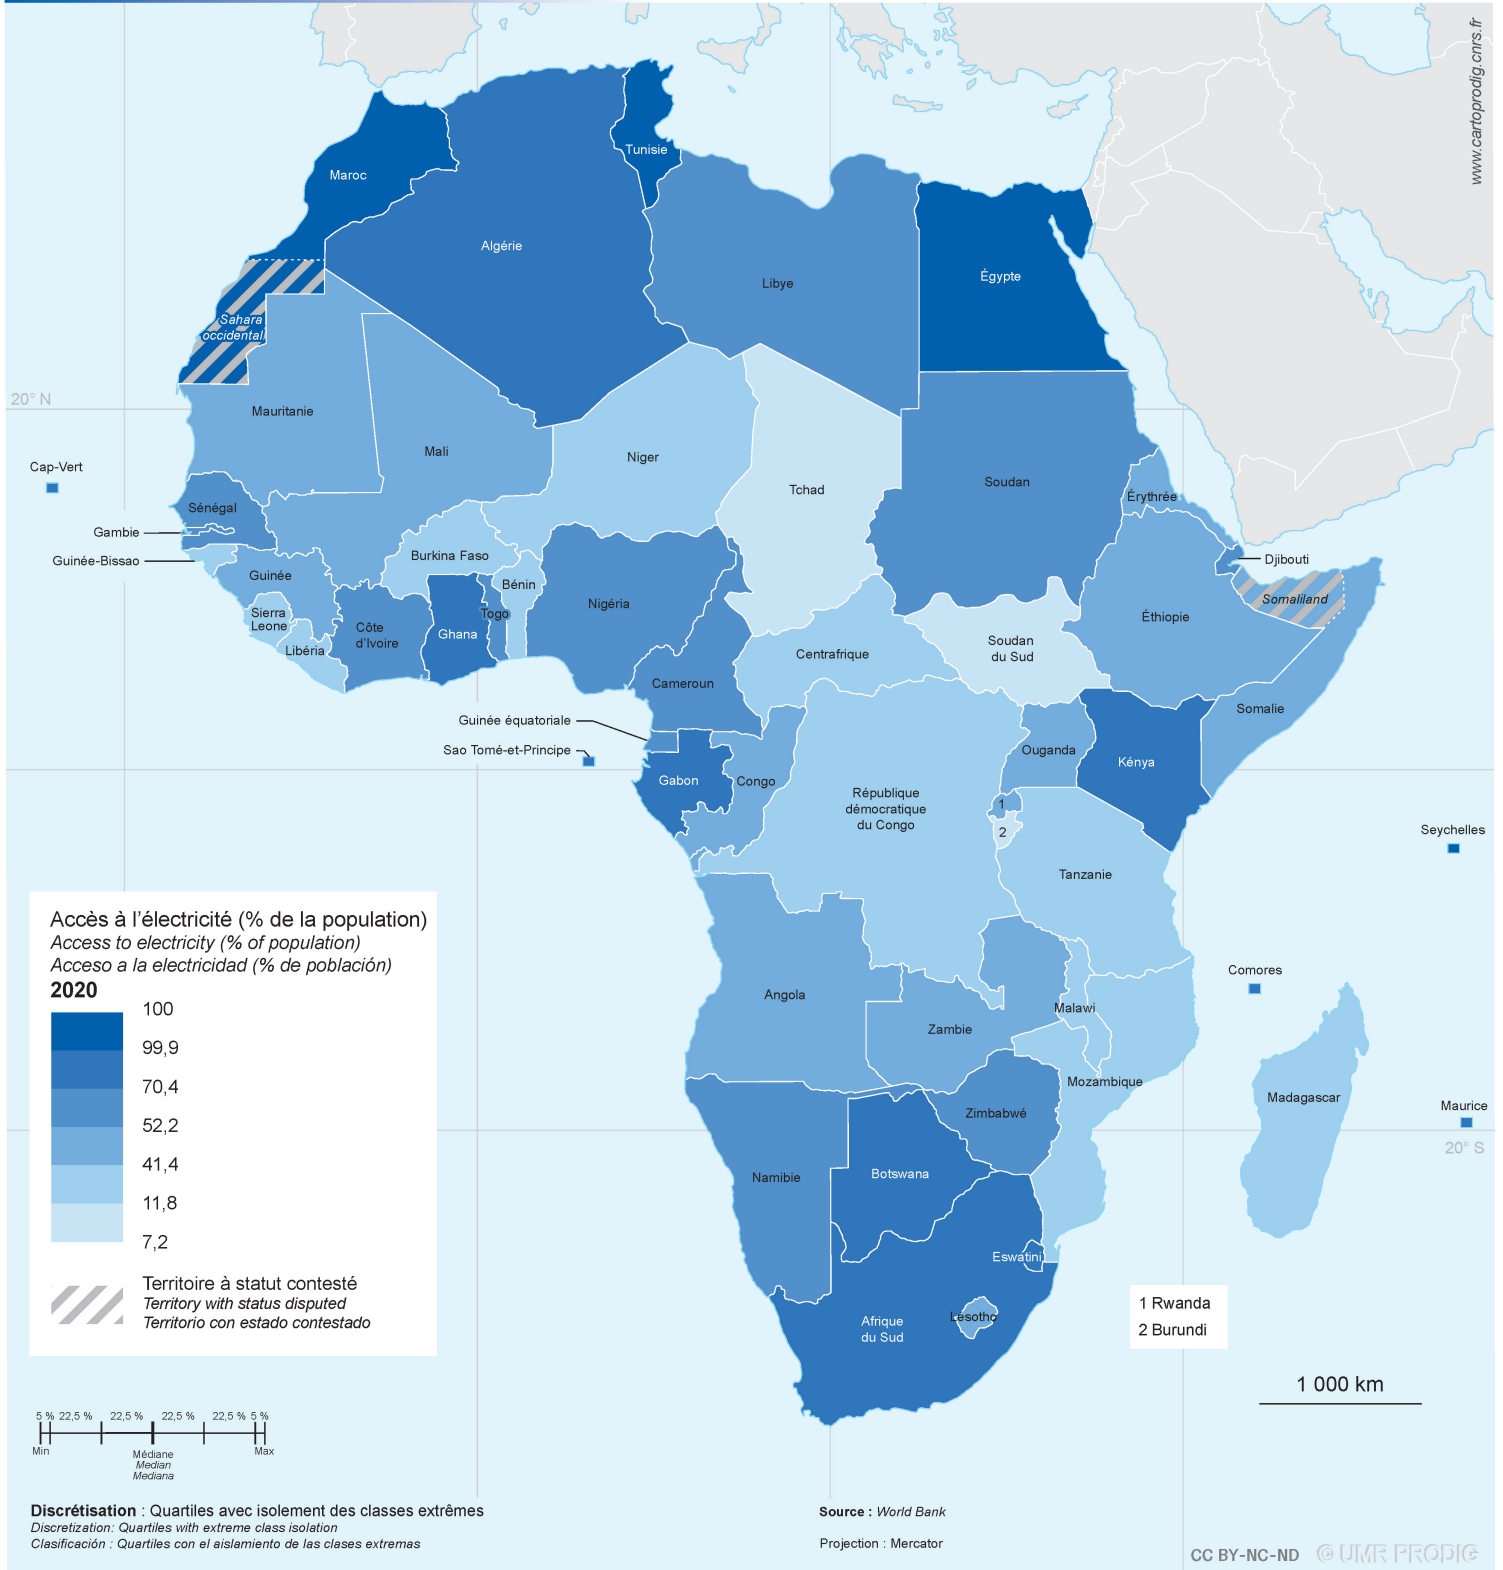 www.cartoprodig.cnrs.fr
Tunisie
Maroc
Algérie
Libye
Égypte
Sahara
occidental
20° N
Mauritanie
Mali
Niger
Tchad
Soudan
Érythrée
Cap-Vert
Sénégal
Gambie
Guinée-Bissao
Guinée
Burkina Faso
Bénin
Djibouti
Somaliland
Sierra
Leone
Libéria
Côte
d'Ivoire
Ghana
Togo
Nigéria
Éthiopie
Soudan
du Sud
Centrafrique
Cameroun
Somalie
Guinée équatoriale
Sao Tomé-et-Principe
Gabon
Congo
Ouganda
Kénya
République
démocratique
du Congo
1
2
Seychelles
Tanzanie
Comores
Angola
Malawi
Zambie
Mozambique
Madagascar
Maurice
Zimbabwé
20° S
Namibie
Botswana
Eswatini
Lésotho
Afrique
du Sud
Accès à l'électricité (% de la population)
Access to electricity (% of population)
Acceso a la electricidad (% de población)
2020
100
99,9
70,4
52,2
41,4
11,8
7,2
Territoire à statut contesté
Territory with status disputed
Territorio con estado contestado
1 Rwanda
2 Burundi
1 000 km
5 % 22,5 % 22,5 % 22,5 % 22,5 % 5 %
Min Médiane Max
Median
Mediana
Discrétisation : Quartiles avec isolement des classes extrêmes
Discretization: Quartiles with extreme class isolation
Clasificación : Quartiles con el aislamiento de las clases extremas
Source : World Bank
Projection : Mercator
CC BY-NC-ND © UMR PRODIG